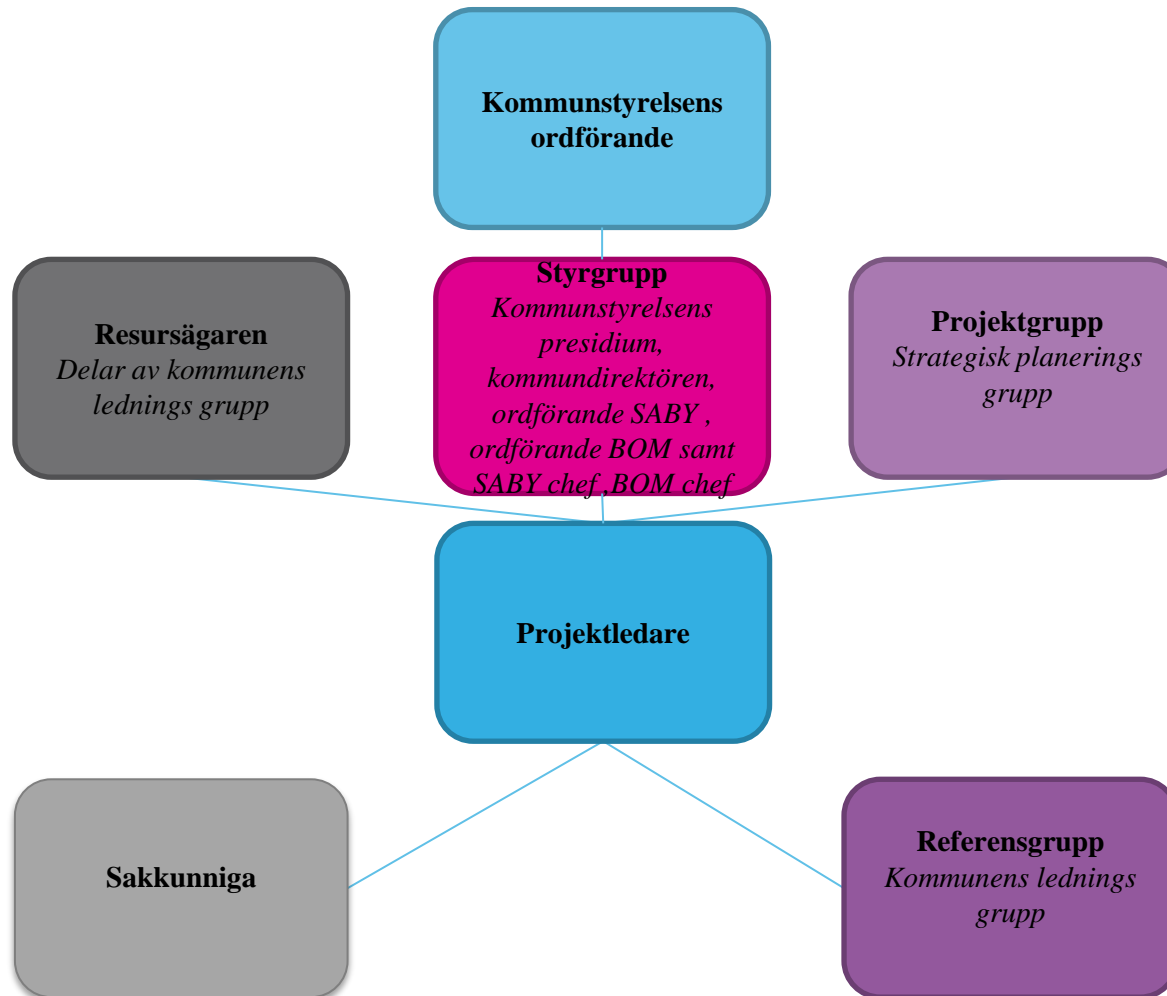 Kommunstyrelsens
ordförande
Resursägaren
Delar av kommunens
lednings grupp
Styrgrupp
Kommunstyrelsens
presidium,
kommundirektören,
ordförande SABY ,
ordförande BOM samt
SABY chef ,BOM chef
Projektgrupp
Strategisk planerings
grupp
Projektledare
Sakkunniga
Referensgrupp
Kommunens lednings
grupp